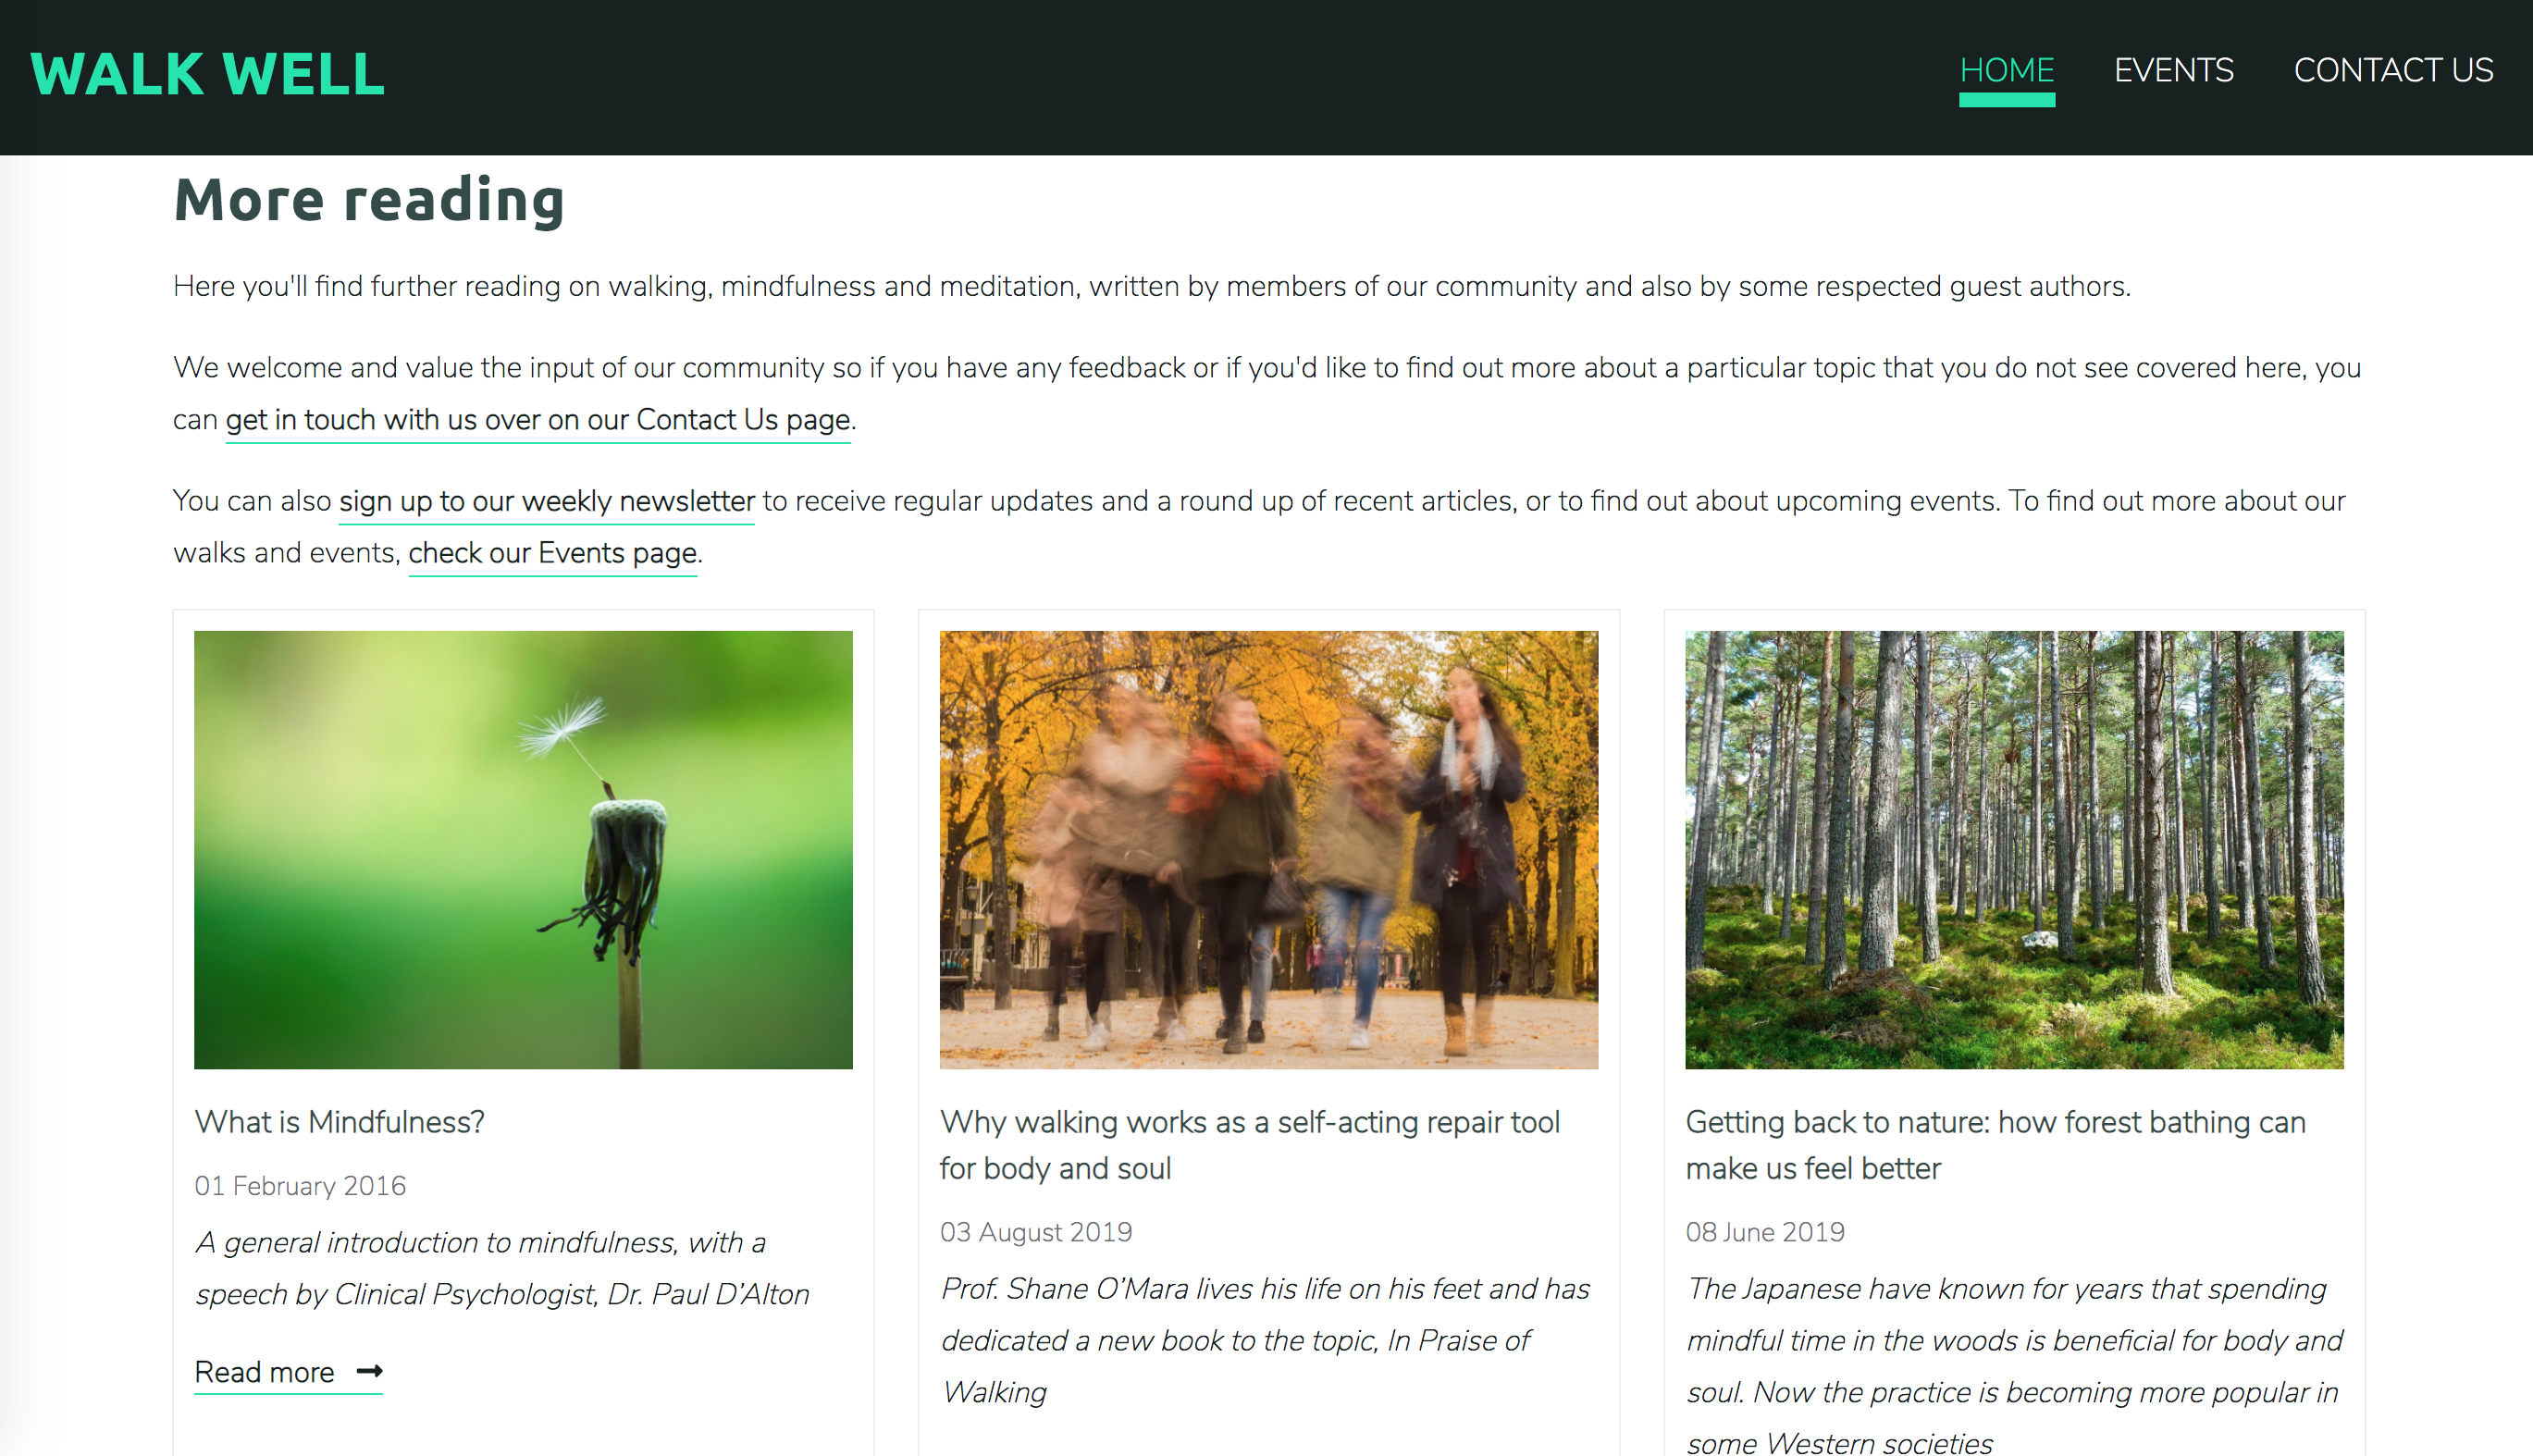 WALK WELL
HOME
EVENTS
CONTACT US
More reading
Here you'll find further reading on walking, mindfulness and meditation, written by members of our community and also by some respected guest authors.
We welcome and value the input of our community so if you have any feedback or if you'd like to find out more about a particular topic that you do not see covered here, you
can get in touch with us over on our Contact Us page.
You can also sign up to our weekly newsletter to receive regular updates and a round up of recent articles, or to find out about upcoming events. To find out more about our
walks and events, check our Events page.
What is Mindfulness?
01 February 2016
A general introduction to mindfulness, with a
speech by Clinical Psychologist, Dr. Paul D’Alton
Read more
Why walking works as a self-acting repair tool
for body and soul
03 August 2019
Prof. Shane O’Mara lives his life on his feet and has
dedicated a new book to the topic, In Praise of
Walking
Getting back to nature: how forest bathing can
make us feel better
08 June 2019
The Japanese have known for years that spending
mindful time in the woods is beneficial for body and
soul. Now the practice is becoming more popular in
some Western societies